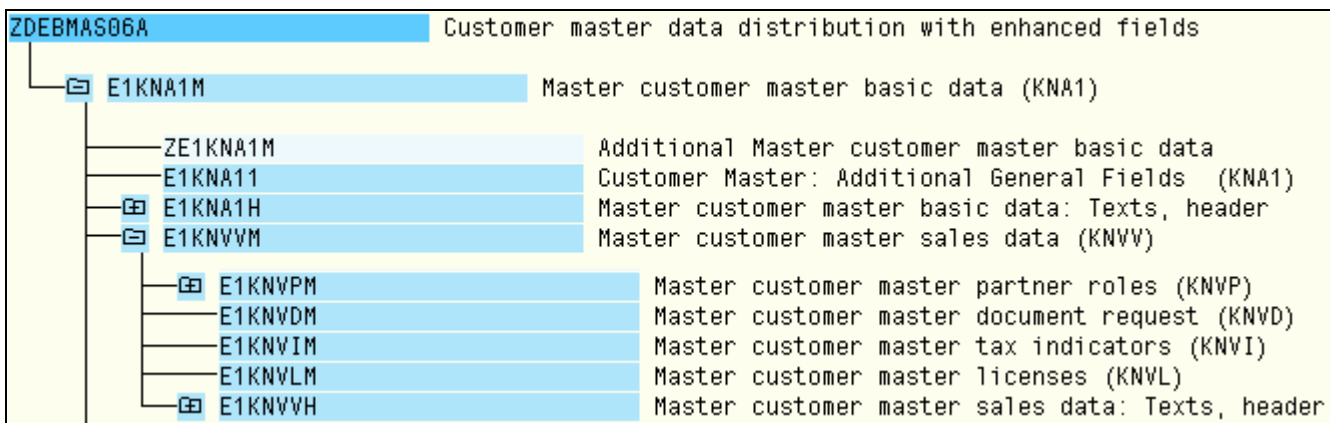 ZDEBMAS06A Customer master data distribution with enhanced fields
E1KNA1M Master customer master basic data (KNA1)
ZE1KNA1M Additional Master customer master basic data
E1KNA11 Customer Master: Additional General Fields (KNA1)
E1KNA1H Master customer master basic data: Texts, header
E1KNVVM Master customer master sales data (KNVV)
E1KNVPM Master customer master partner roles (KNVP)
E1KNVDM Master customer master document request (KNVD)
E1KNVIM Master customer master tax indicators (KNVI)
E1KNVLM Master customer master licenses (KNVL)
E1KNVVH Master customer master sales data: Texts, header